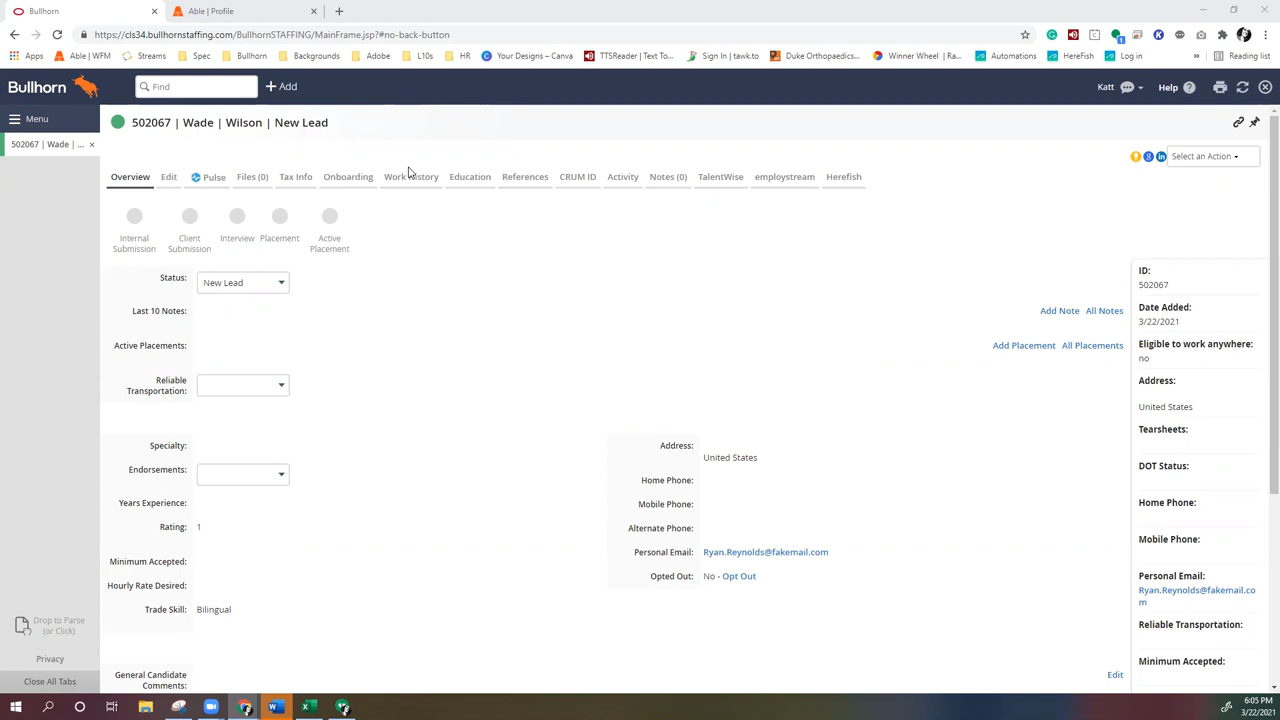 Bullhorn
Able | Profile
https://cls34.bullhornstaffing.com/BullhornSTAFFING/MainFrame.jsp?#no-back-button
Apps
Able | WFM
Streams
Bullhorn
Backgrounds
Adobe
L10s
HR
Your Designs – Canva
TTSReader | Text To...
Sign In | tawk.to
Duke Orthopaedics...
Winner Wheel | Ra...
Automations
HereFish
Log in
Reading list
Bullhorn
Find
Add
Katt
Help
Menu
502067 | Wade | ...
502067 | Wade | Wilson | New Lead
Select an Action
Overview
Edit
Pulse
Files (0)
Tax Info
Onboarding
Work History
Education
References
CRUM ID
Activity
Notes (0)
TalentWise
employstream
Herefish
Internal Submission
Client Submission
Interview
Placement
Active Placement
Status:
New Lead
Last 10 Notes:
Add Note
All Notes
Active Placements:
Add Placement
All Placements
Reliable
Transportation:
Specialty:
Endorsements:
Years Experience:
Rating:
1
Minimum Accepted:
Hourly Rate Desired:
Trade Skill:
Bilingual
General Candidate
Comments:
Edit
Address:
United States
Home Phone:
Mobile Phone:
Alternate Phone:
Personal Email:
Ryan.Reynolds@fakemail.com
Opted Out:
No - Opt Out
ID:
502067
Date Added:
3/22/2021
Eligible to work anywhere:
no
Address:
United States
Tearsheets:
DOT Status:
Home Phone:
Mobile Phone:
Personal Email:
Ryan.Reynolds@fakemail.co
m
Reliable Transportation:
Minimum Accepted:
Drop to Parse
(or Click)
Privacy
Close All Tabs
6:05 PM
3/22/2021